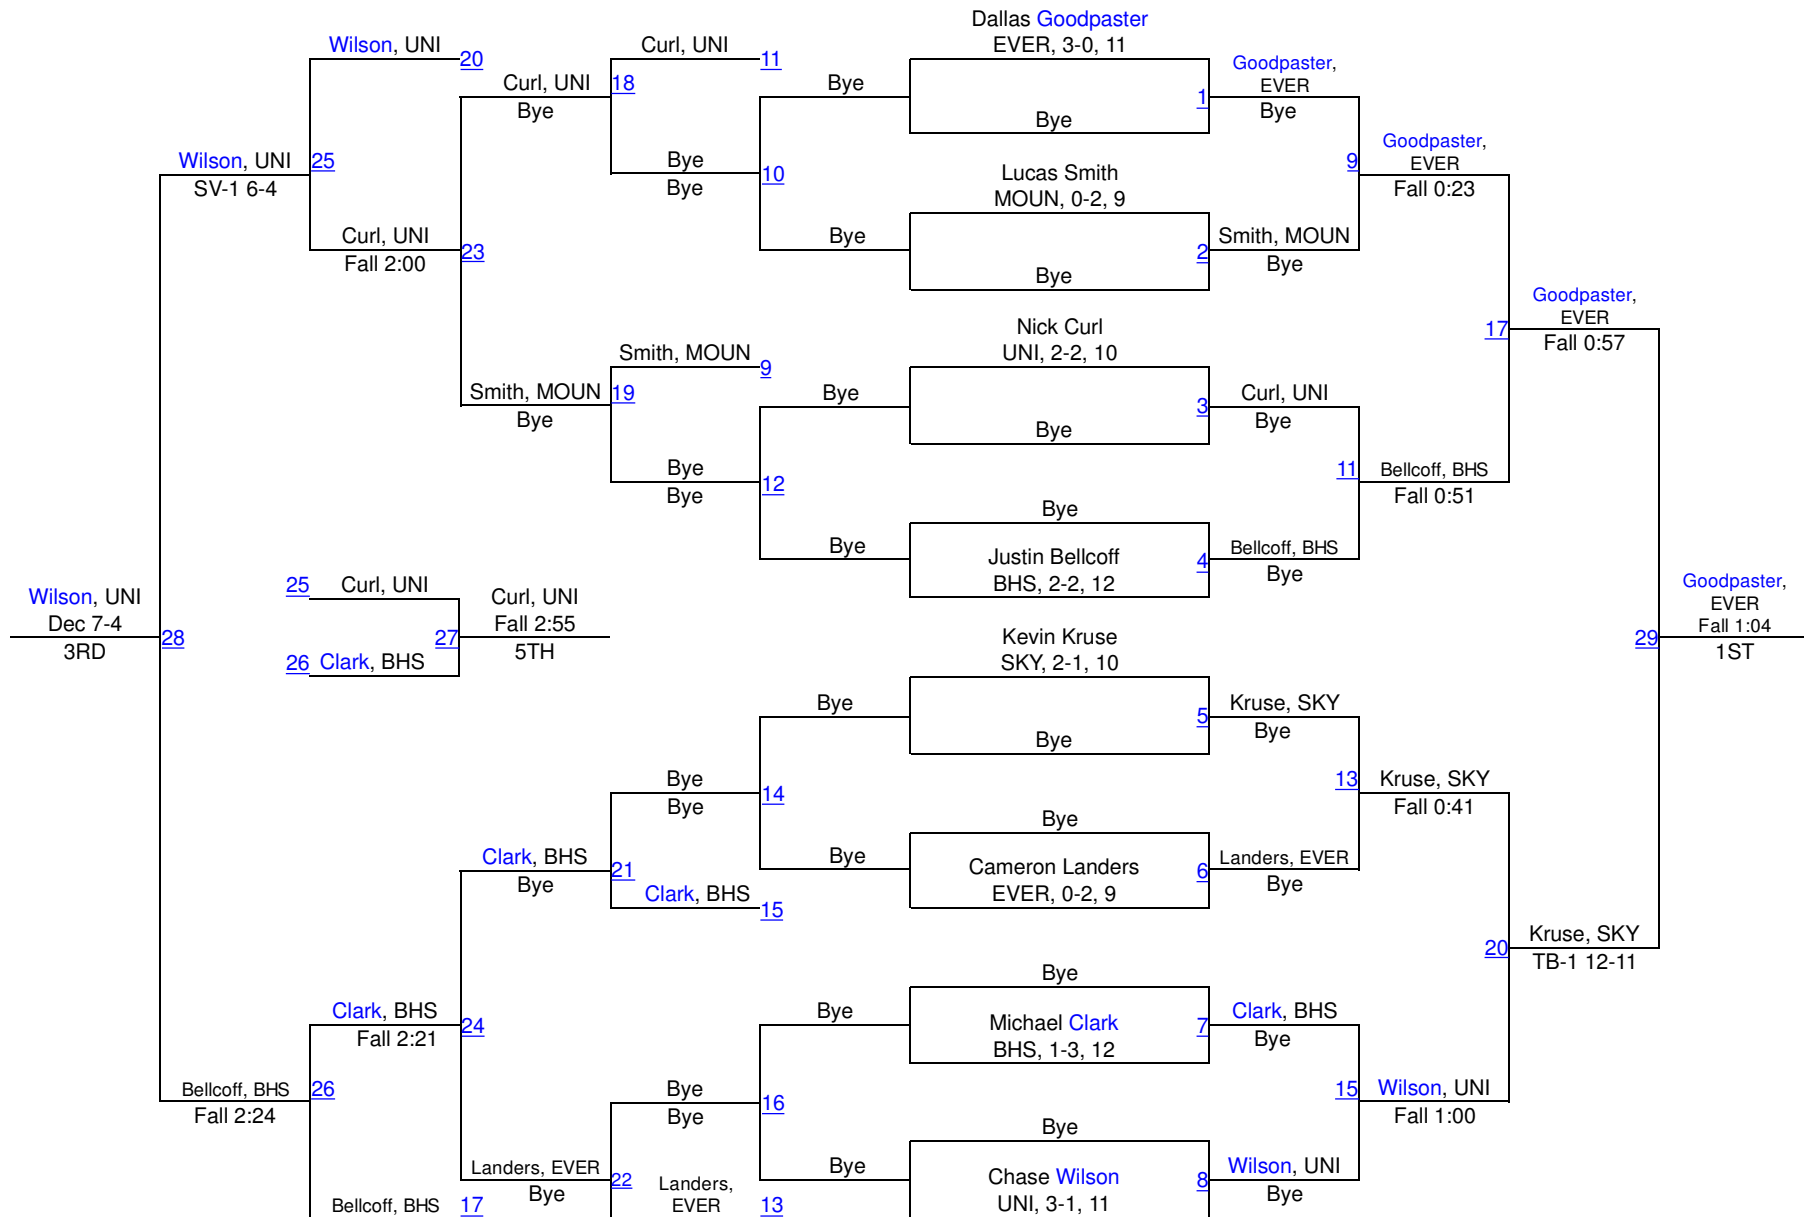 Dallas Goodpaster
EVER, 3-0, 11
Wilson, UNI
20
Curl, UNI
11
Goodpaster,
EVER
Curl, UNI
18
Bye
1
Bye
Bye
Bye
Goodpaster,
EVER
Wilson, UNI
25
Bye
Bye
10
Lucas Smith
MOUN, 0-2, 9
9
Fall 0:23
SV-1 6-4
Curl, UNI
23
Fall 2:00
Bye
2
Smith, MOUN
Bye
Bye
Goodpaster,
EVER
17
Fall 0:57
Nick Curl
UNI, 2-2, 10
Smith, MOUN
9
Smith, MOUN
19
Bye
Bye
3
Curl, UNI
Bye
Bye
Bye
Bye
12
11
Bellcoff, BHS
Fall 0:51
Bye
Bye
Justin Bellcoff
BHS, 2-2, 12
4
Bellcoff, BHS
Bye
25
Curl, UNI
Curl, UNI
Fall 2:55
27
5TH
26
Clark, BHS
Wilson, UNI
Dec 7-4
28
3RD
Goodpaster,
EVER
Fall 1:04
29
1ST
Kevin Kruse
SKY, 2-1, 10
Bye
5
Kruse, SKY
Bye
Bye
Bye
Bye
14
13
Kruse, SKY
Fall 0:41
Clark, BHS
21
Bye
Clark, BHS
15
Bye
Bye
Cameron Landers
EVER, 0-2, 9
6
Landers, EVER
Bye
20
Kruse, SKY
TB-1 12-11
Clark, BHS
24
Fall 2:21
Bye
Bye
Michael Clark
BHS, 1-3, 12
7
Clark, BHS
Bye
Bellcoff, BHS
26
Fall 2:24
Bye
Bye
16
15
Wilson, UNI
Fall 1:00
Bye
Landers, EVER
22
Bye
Landers,
EVER
13
Bye
Chase Wilson
UNI, 3-1, 11
8
Wilson, UNI
Bye
Bellcoff, BHS
17